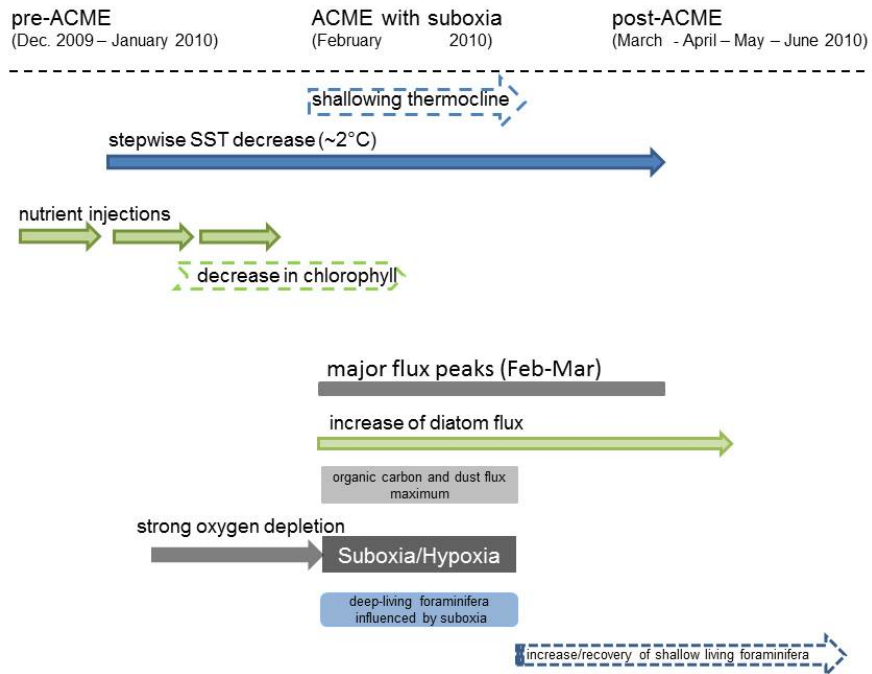 pre-ACME
(Dec. 2009 – January 2010)
ACME with suboxia
(February 2010)
post-ACME
(March - April – May – June 2010)
shallowing thermocline
stepwise SST decrease (~2°C)
nutrient injections
decrease in chlorophyll
major flux peaks (Feb-Mar)
increase of diatom flux
organic carbon and dust flux
maximum
strong oxygen depletion
Suboxia/Hypoxia
deep-living foraminifera
influenced by suboxia
increase/recovery of shallow living foraminifera